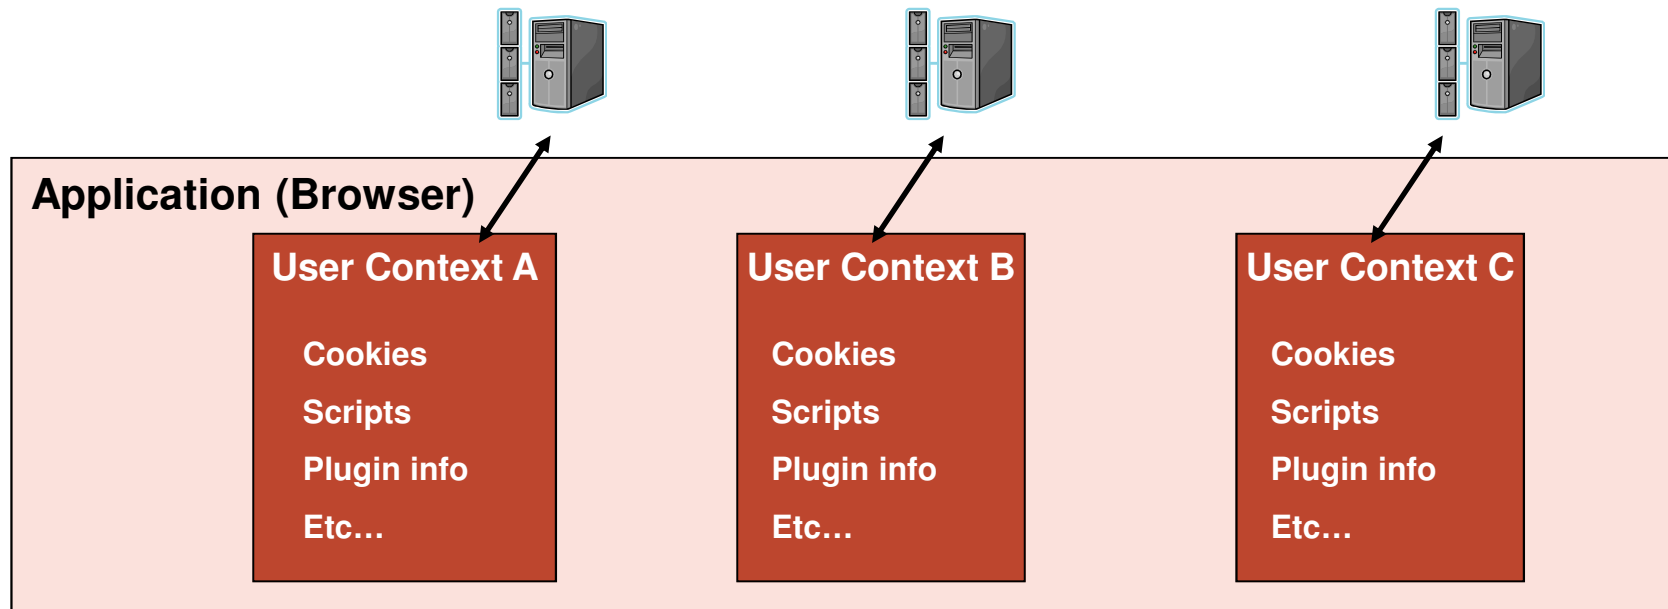 Application (Browser)
User Context A
Cookies
Scripts
Plugin info
Etc…
User Context B
Cookies
Scripts
Plugin info
Etc…
User Context C
Cookies
Scripts
Plugin info
Etc…